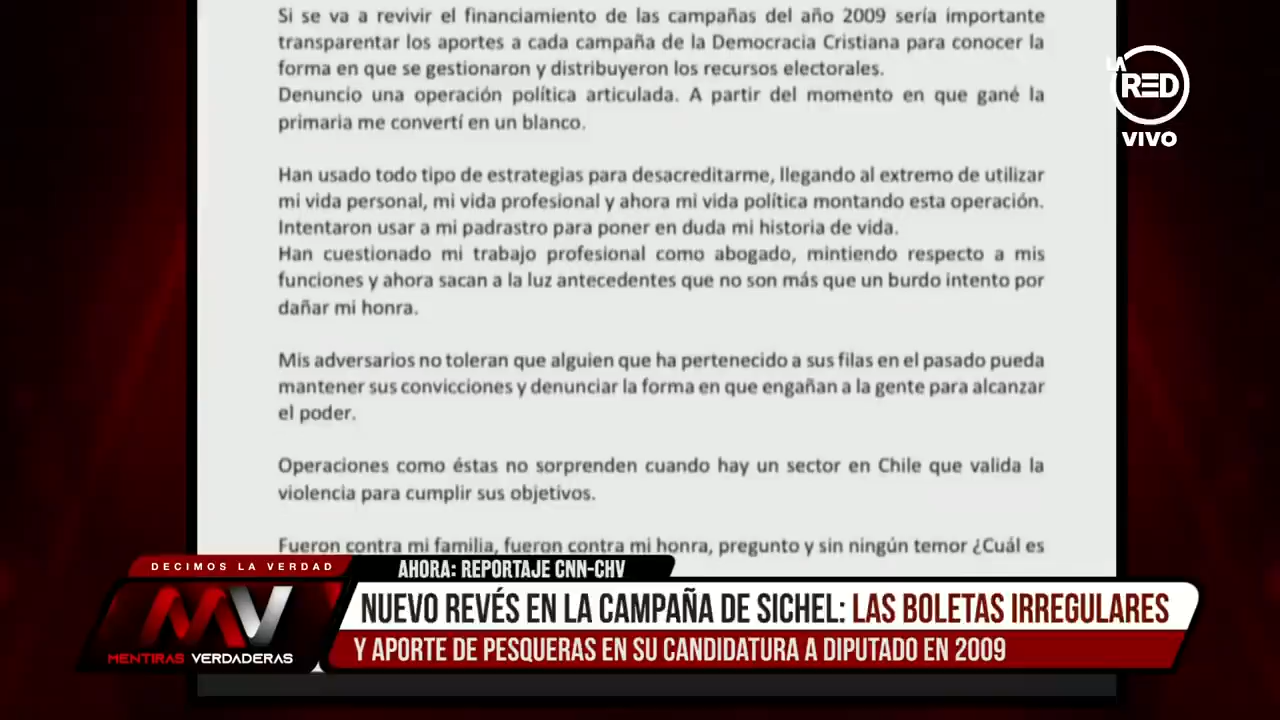 Si se va a revivir el financiamiento de las campañas del año 2009 sería importante
transparentar los aportes a cada campaña de la Democracia Cristiana para conocer la
forma en que se gestionaron y distribuyeron los recursos electorales.
Denuncio una operación política articulada. A partir del momento en que gané la
primaria me convertí en un blanco.
Han usado todo tipo de estrategias para desacreditarme, llegando al extremo de utilizar
mi vida personal, mi vida profesional y ahora mi vida política montando esta operación.
Intentaron usar a mi padrastro para poner en duda mi historia de vida.
Han cuestionado mi trabajo profesional como abogado, mintiendo respecto a mis
funciones y ahora sacan a la luz antecedentes que no son más que un burdo intento por
dañar mi honra.
Mis adversarios no toleran que alguien que ha pertenecido a sus filas en el pasado pueda
mantener sus convicciones y denunciar la forma en que engañan a la gente para alcanzar
el poder.
Operaciones como éstas no sorprenden cuando hay un sector en Chile que valida la
violencia para cumplir sus objetivos.
Fueron contra mi familia, fueron contra mi honra, pregunto y sin ningún temor ¿Cuál es
LA
RED
VIVO
DECIMOS LA VERDAD
AHORA: REPORTAJE CNN-CHV
MV
MENTIRAS VERDADERAS
NUEVO REVÉS EN LA CAMPAÑA DE SICHEL: LAS BOLETAS IRREGULARES
Y APORTE DE PESQUERAS EN SU CANDIDATURA A DIPUTADO EN 2009